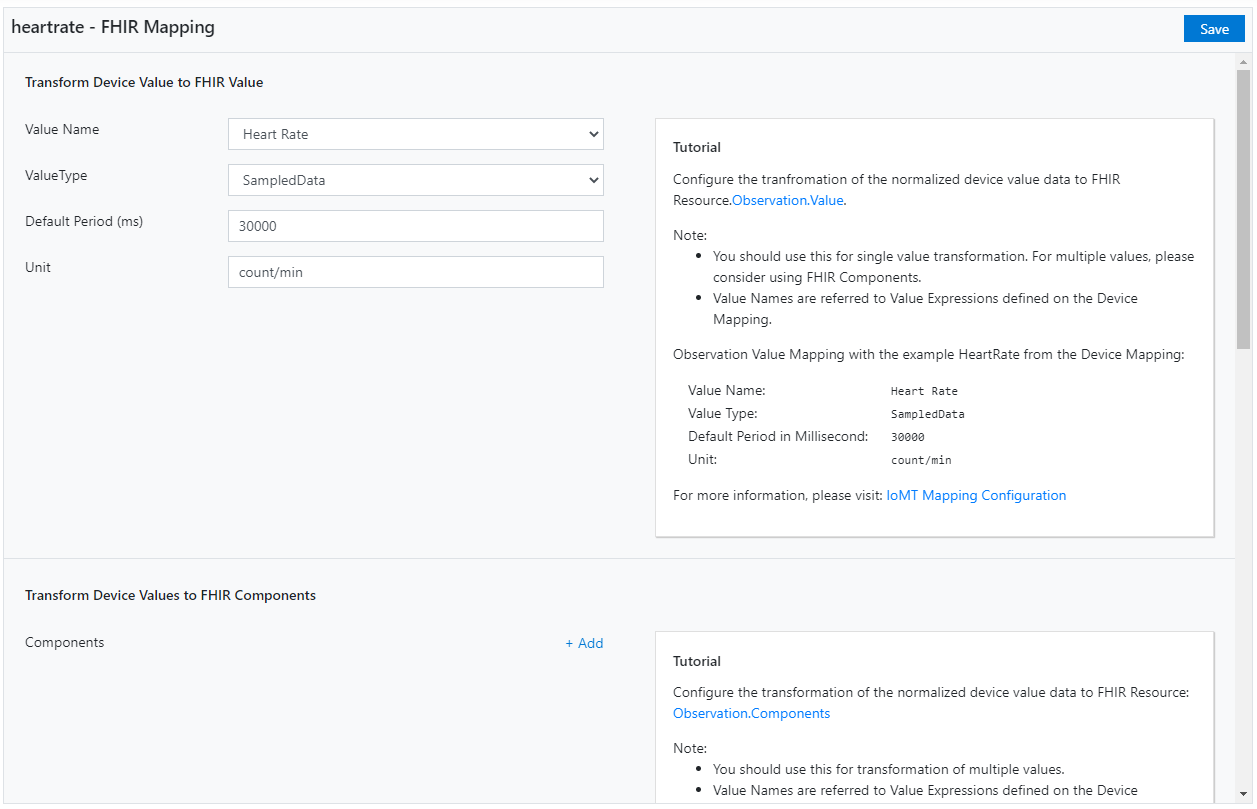 heartrate - FHIR Mapping
Save
Transform Device Value to FHIR Value
Value Name
Heart Rate
ValueType
SampledData
Default Period (ms)
30000
Unit
count/min
Tutorial
Configure the tranfromation of the normalized device value data to FHIR
Resource.Observation.Value.
Note:
• You should use this for single value transformation. For multiple values, please
consider using FHIR Components.
• Value Names are referred to Value Expressions defined on the Device
Mapping.
Observation Value Mapping with the example HeartRate from the Device Mapping:
Value Name: Heart Rate
Value Type: SampledData
Default Period in Millisecond: 30000
Unit: count/min
For more information, please visit: IoMT Mapping Configuration
Transform Device Values to FHIR Components
Components
+ Add
Tutorial
Configure the transformation of the normalized device value data to FHIR Resource:
Observation.Components
Note:
• You should use this for transformation of multiple values.
• Value Names are referred to Value Expressions defined on the Device